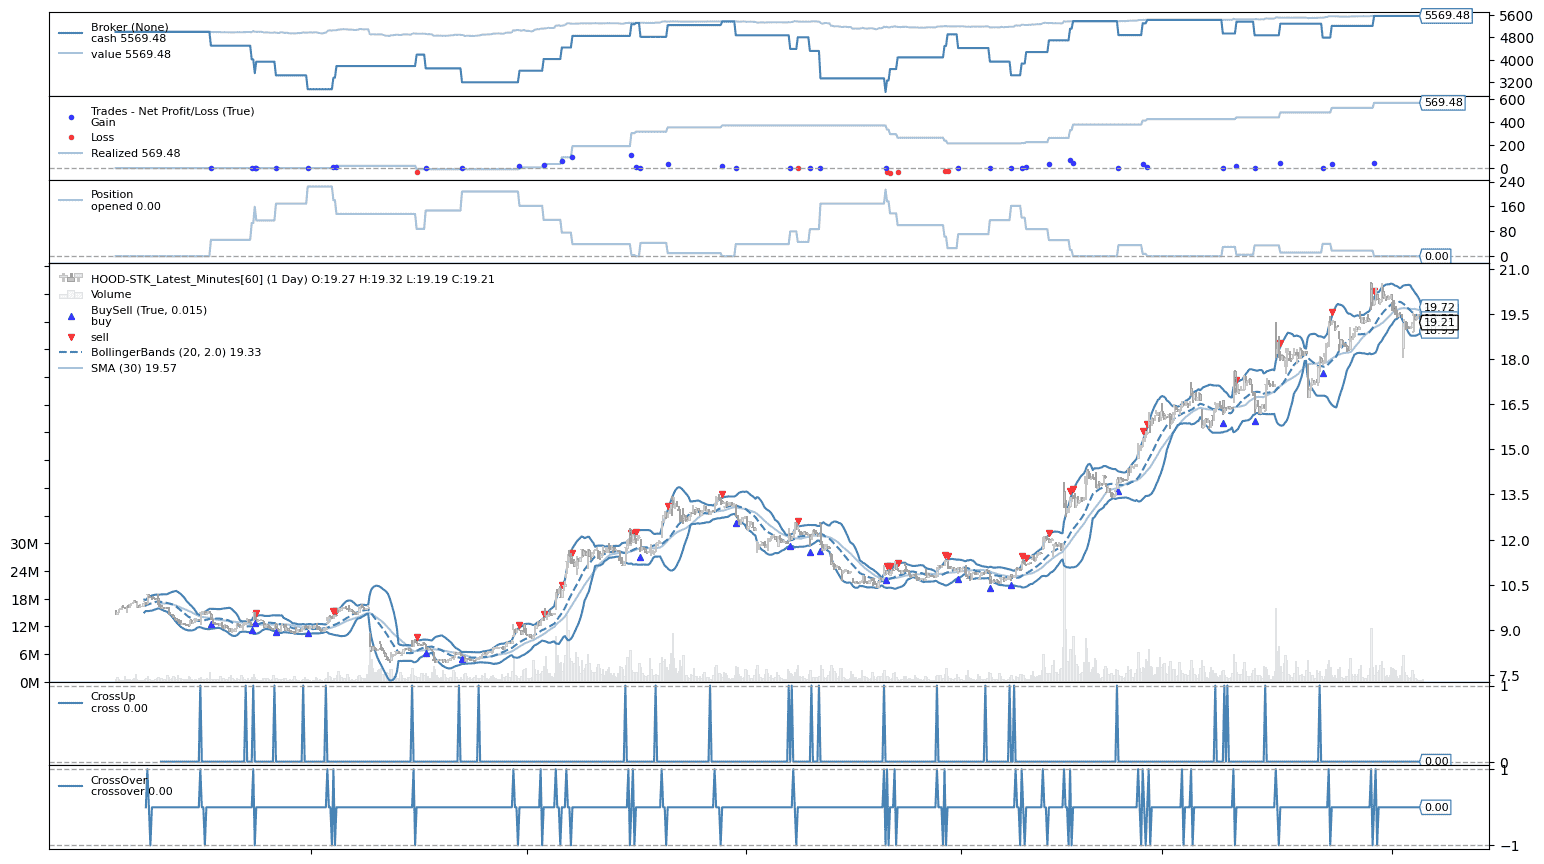 Broker (None)
cash 5569.48
value 5569.48
5569.48
5600
4800
4000
3200
Trades - Net Profit/Loss (True)
Gain
Loss
Realized 569.48
569.48
600
400
200
0
Position
opened 0.00
0.00
240
160
80
0
HOOD-STK_Latest_Minutes[60] (1 Day) O:19.27 H:19.32 L:19.19 C:19.21
Volume
BuySell (True, 0.015)
buy
sell
BollingerBands (20, 2.0) 19.33
SMA (30) 19.57
19.72
19.21
18.95
21.0
19.5
18.0
16.5
15.0
13.5
12.0
10.5
9.0
7.5
30M
24M
18M
12M
6M
0M
CrossUp
cross 0.00
0.00
1
0
CrossOver
crossover 0.00
0.00
1
−1